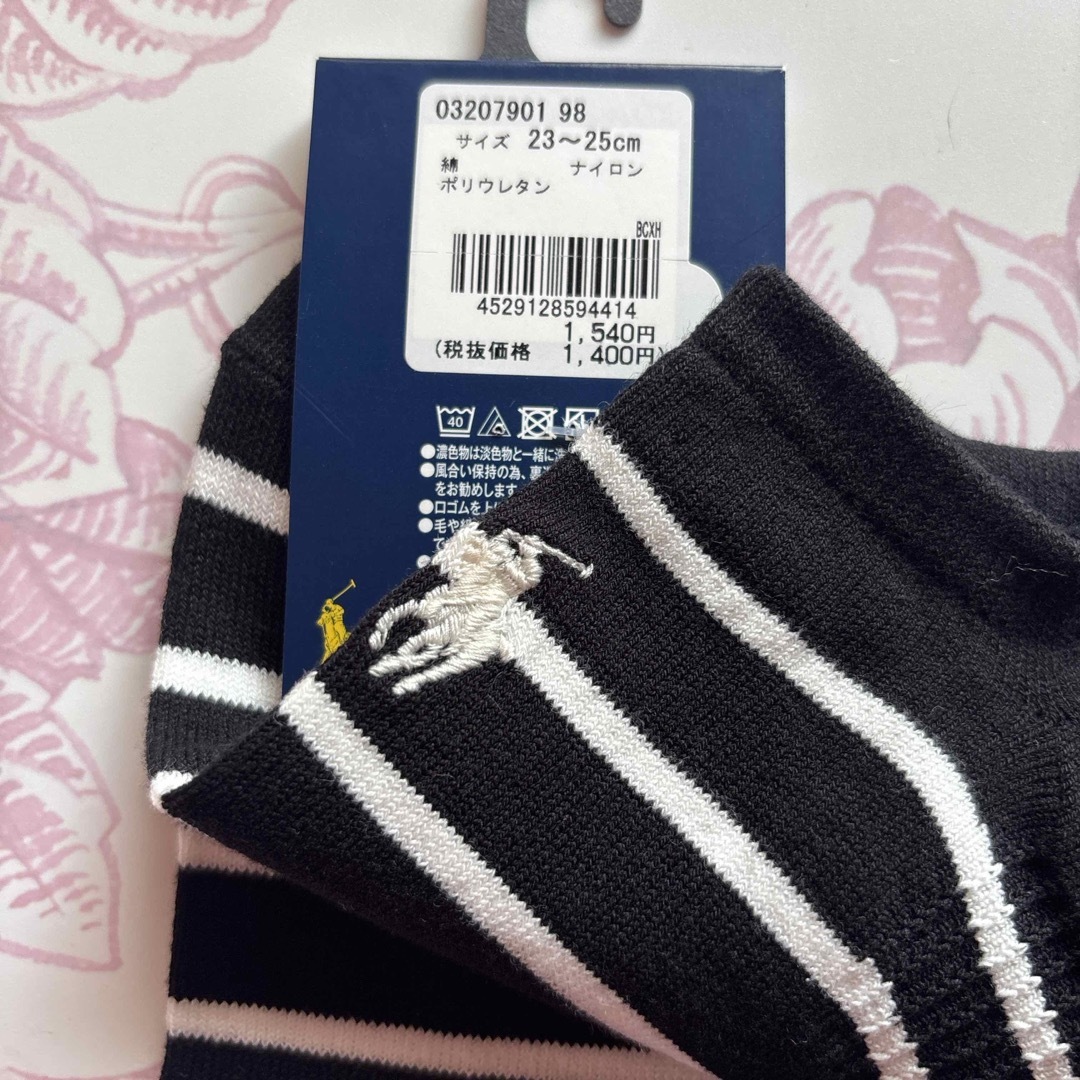 03207901 98
サイズ 23～25cm
綿 ナイロン
ポリウレタン
BCXH
4529128594414
1,540円
(税抜価格 1,400円)
40
●濃色物は淡色物と一緒に
●風合い保持の為、
をお勧めします
●口ゴムを
●毛や
で